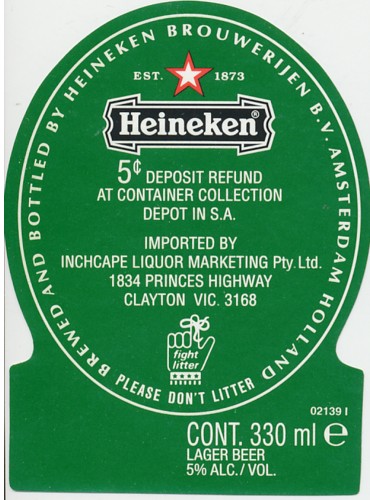 BREWED AND BOTTLED BY HEINEKEN BROUWERIJEN B.V. AMSTERDAM HOLLAND
EST. 1873
Heineken®
5¢ DEPOSIT REFUND
AT CONTAINER COLLECTION
DEPOT IN S.A.
IMPORTED BY
INCHCAPE LIQUOR MARKETING Pty. Ltd.
1834 PRINCES HIGHWAY
CLAYTON VIC. 3168
fight
litter
PLEASE DON'T LITTER
02139 I
CONT. 330 ml ℮
LAGER BEER
5% ALC./VOL.